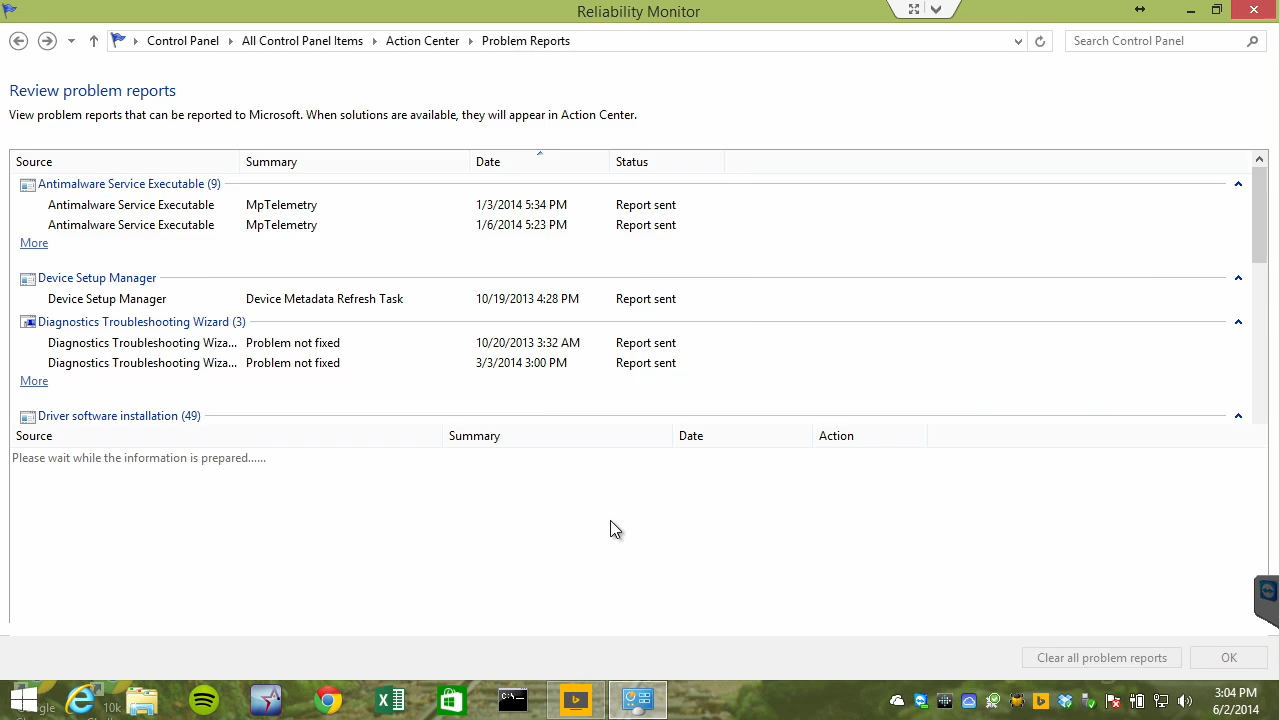 Reliability Monitor
Control Panel All Control Panel Items Action Center Problem Reports
Search Control Panel
Review problem reports
View problem reports that can be reported to Microsoft. When solutions are available, they will appear in Action Center.
Source Summary Date Status
Antimalware Service Executable (9)
Antimalware Service Executable MpTelemetry 1/3/2014 5:34 PM Report sent
Antimalware Service Executable MpTelemetry 1/6/2014 5:23 PM Report sent
More
Device Setup Manager
Device Setup Manager Device Metadata Refresh Task 10/19/2013 4:28 PM Report sent
Diagnostics Troubleshooting Wizard (3)
Diagnostics Troubleshooting Wiza... Problem not fixed 10/20/2013 3:32 AM Report sent
Diagnostics Troubleshooting Wiza... Problem not fixed 3/3/2014 3:00 PM Report sent
More
Driver software installation (49)
Source Summary Date Action
Please wait while the information is prepared......
Clear all problem reports OK
10k
3:04 PM
6/2/2014